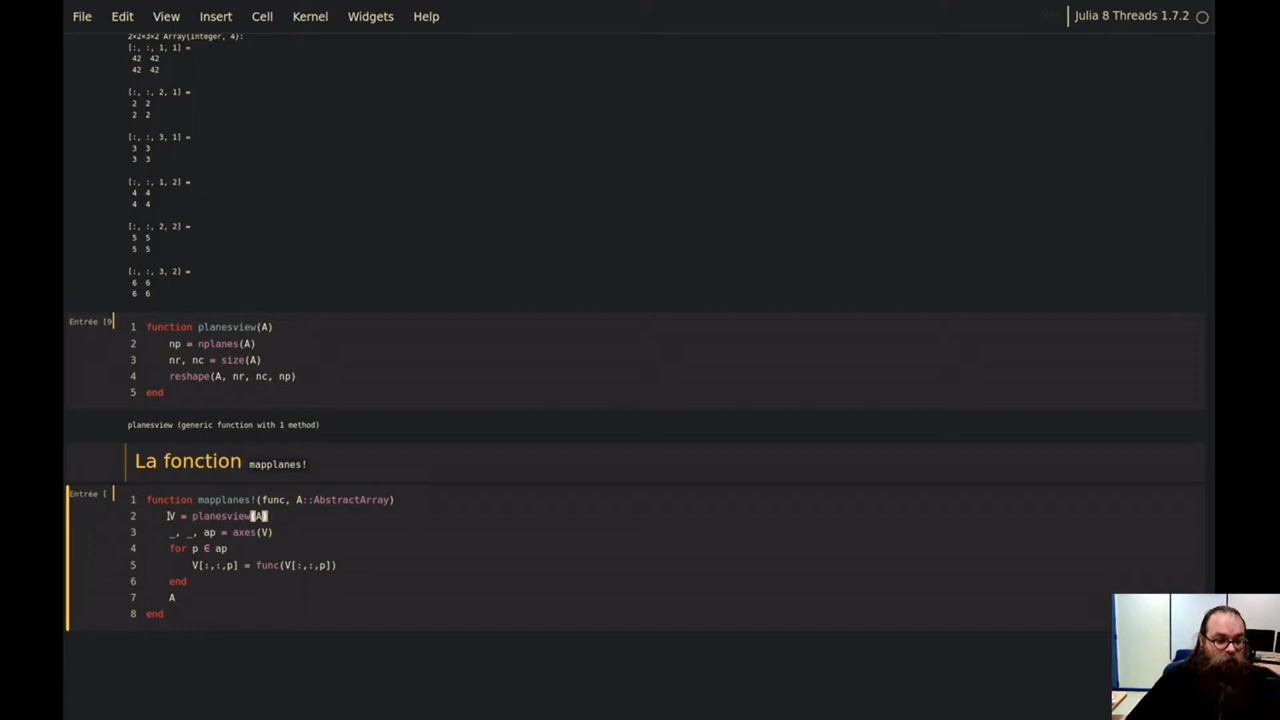 File Edit View Insert Cell Kernel Widgets Help
Julia 8 Threads 1.7.2
2×2×3×2 Array{Integer, 4}:
[:, :, 1, 1] =
42 42
42 42
[:, :, 2, 1] =
2 2
2 2
[:, :, 3, 1] =
3 3
3 3
[:, :, 1, 2] =
4 4
4 4
[:, :, 2, 2] =
5 5
5 5
[:, :, 3, 2] =
6 6
6 6
Entrée [9
1 function planesview(A)
2 np = nplanes(A)
3 nr, nc = size(A)
4 reshape(A, nr, nc, np)
5 end
planesview (generic function with 1 method)
La fonction mapplanes!
Entrée [
1 function mapplanes!(func, A::AbstractArray)
2 V = planesview(A)
3 _, _, ap = axes(V)
4 for p ∈ ap
5 V[:,:,p] = func(V[:,:,p])
6 end
7 A
8 end